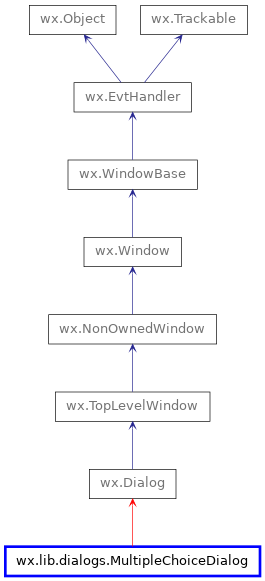 wx.Object
wx.Trackable
wx.EvtHandler
wx.WindowBase
wx.Window
wx.NonOwnedWindow
wx.TopLevelWindow
wx.Dialog
wx.lib.dialogs.MultipleChoiceDialog